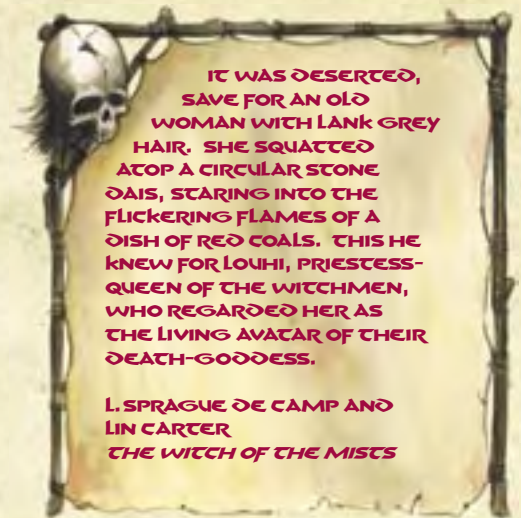 IT WAS DESERTED,
SAVE FOR AN OLD
WOMAN WITH LANK GREY
HAIR. SHE SQUATTED
ATOP A CIRCULAR STONE
DAIS, STARING INTO THE
FLICKERING FLAMES OF A
DISH OF RED COALS. THIS HE
KNEW FOR LOUHI, PRIESTESS-
QUEEN OF THE WITCHMEN,
WHO REGARDED HER AS
THE LIVING AVATAR OF THEIR
DEATH-GODDESS.
L. SPRAGUE DE CAMP AND
LIN CARTER
THE WITCH OF THE MISTS